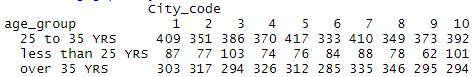 City_code
age_group 1 2 3 4 5 6 7 8 9 10
25 to 35 YRS 409 351 386 370 417 333 410 349 373 392
less than 25 YRS 87 77 103 74 76 84 88 78 62 101
over 35 YRS 303 317 294 326 312 285 335 346 295 294